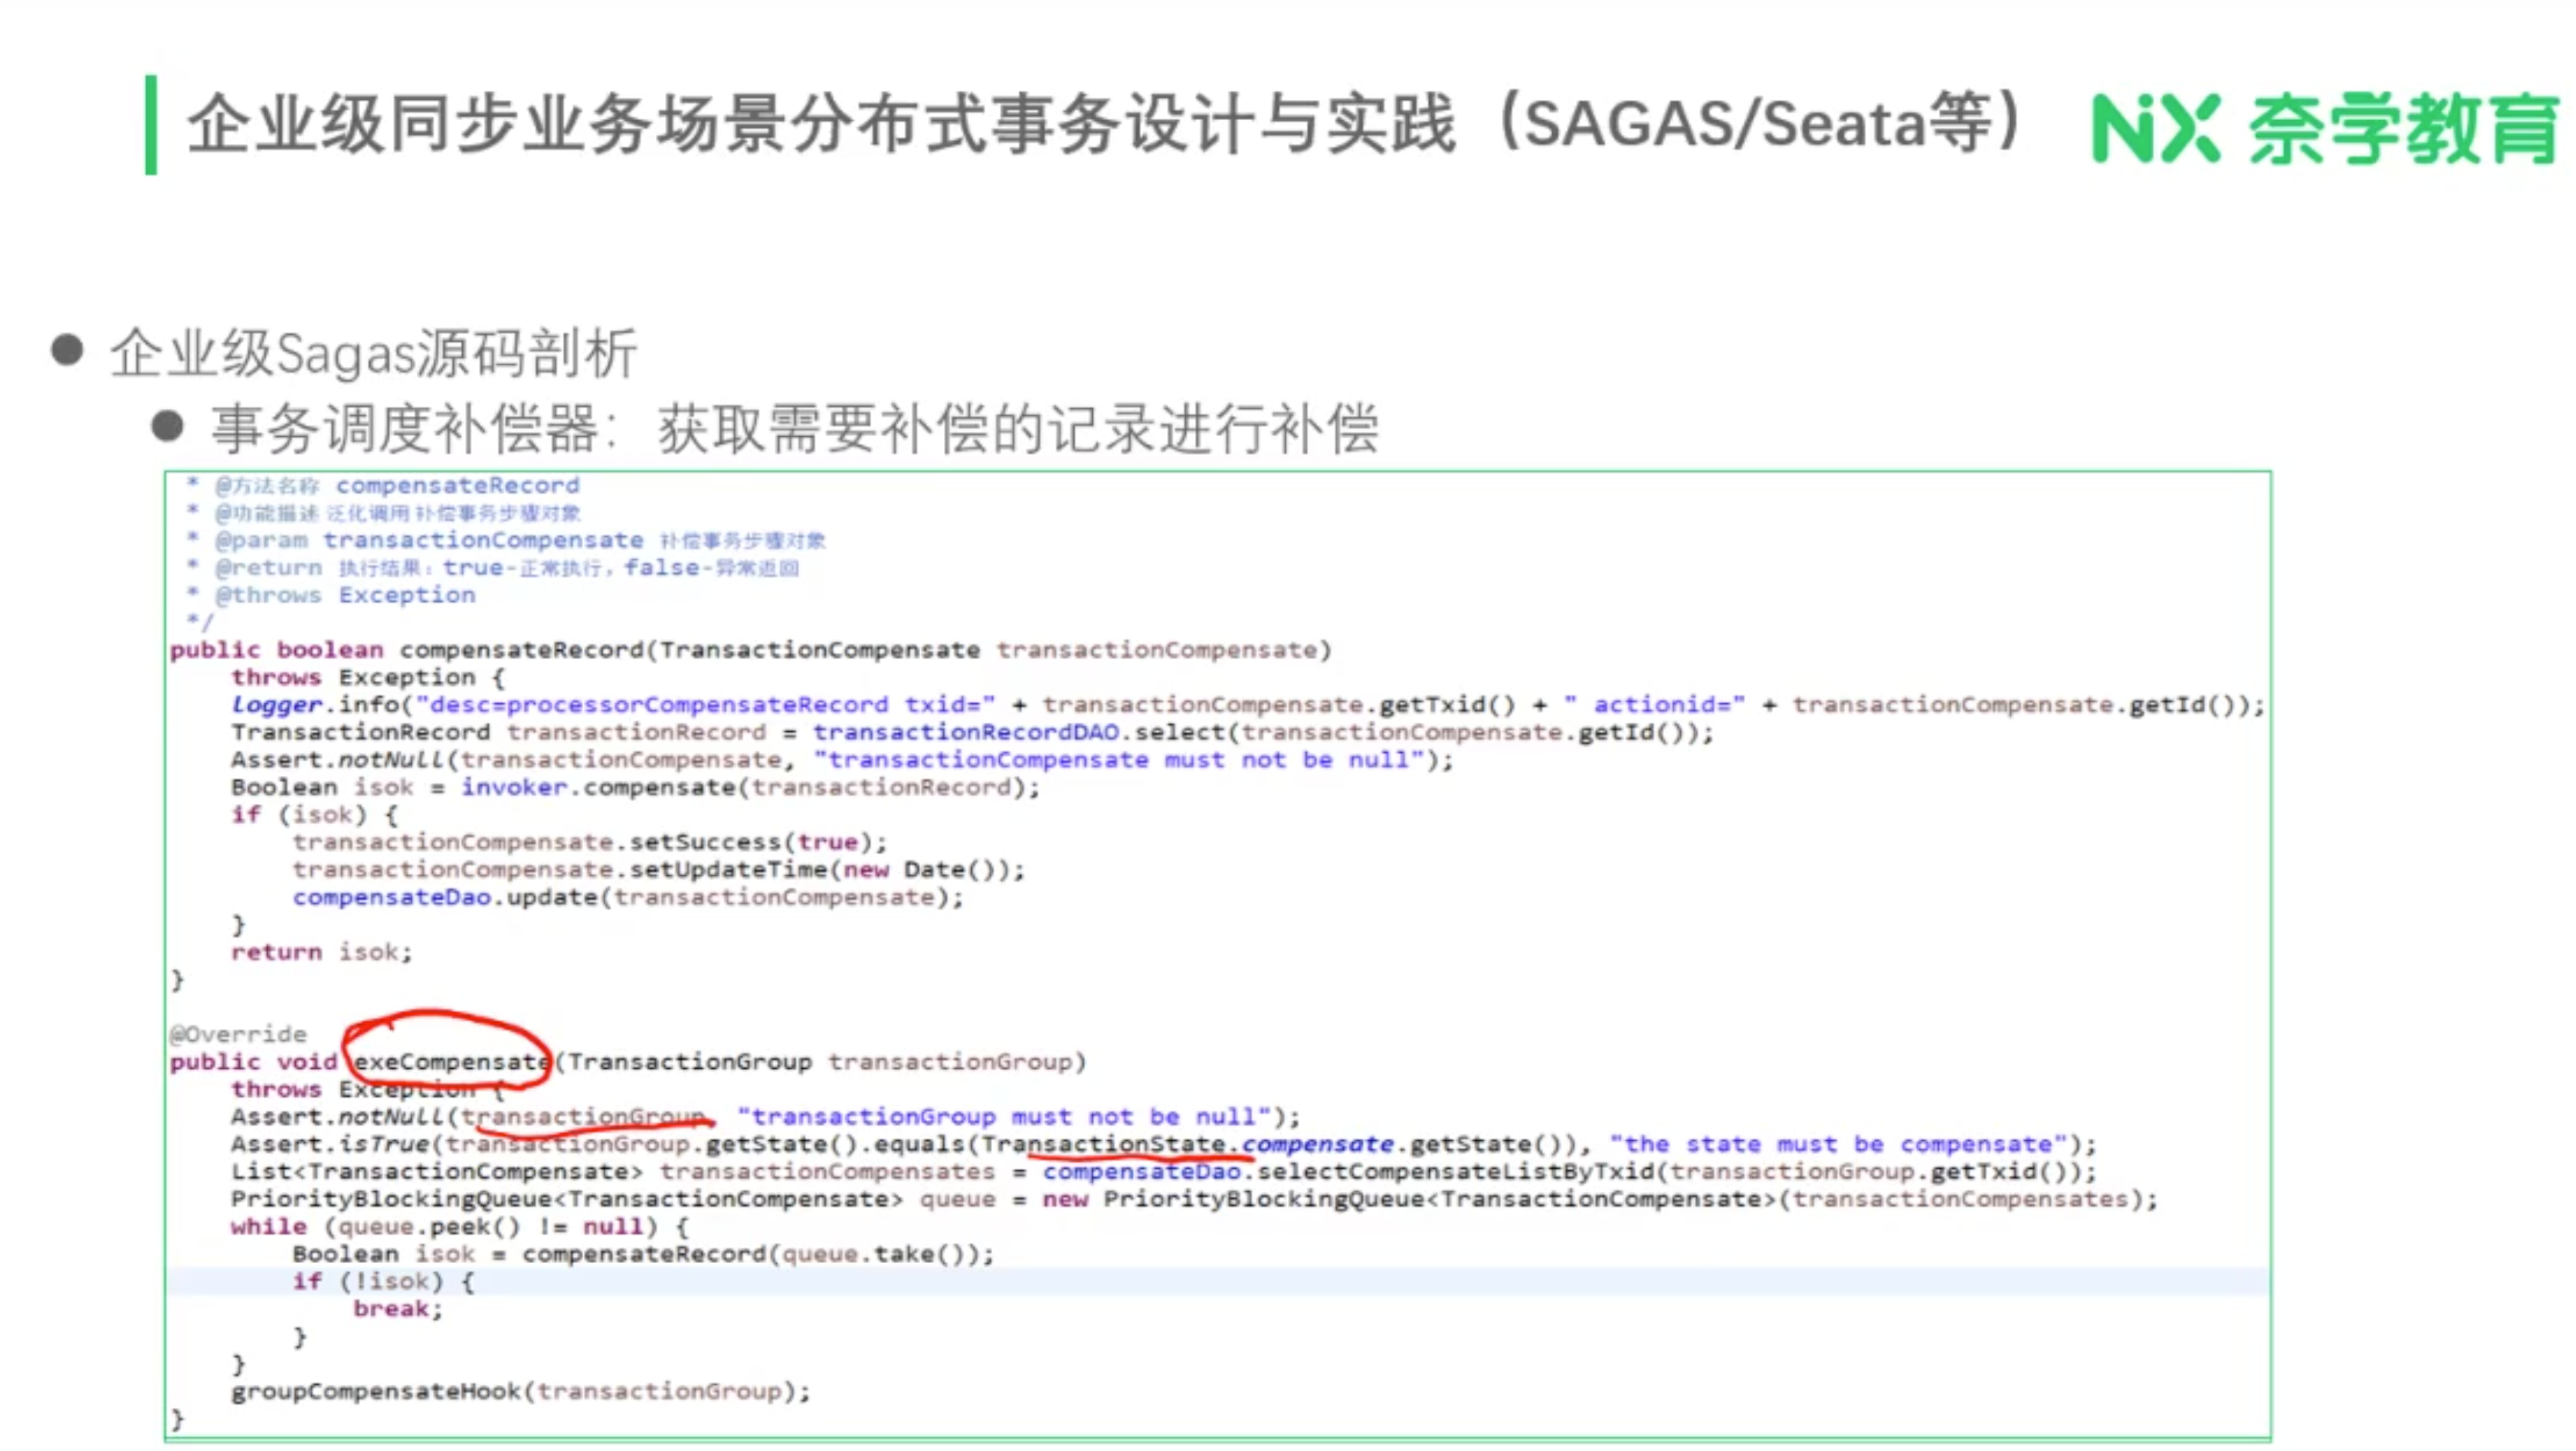 企业级同步业务场景分布式事务设计与实践（SAGAS/Seata等）
NX 奈学教育
企业级Sagas源码剖析
事务调度补偿器：获取需要补偿的记录进行补偿
* @方法名称 compensateRecord
* @功能描述 泛化调用 补偿事务步骤对象
* @param transactionCompensate 补偿事务步骤对象
* @return 执行结果：true-正常执行，false-异常返回
* @throws Exception
*/
public boolean compensateRecord(TransactionCompensate transactionCompensate)
throws Exception {
logger.info("desc=processorCompensateRecord txid=" + transactionCompensate.getTxid() + " actionid=" + transactionCompensate.getId());
TransactionRecord transactionRecord = transactionRecordDAO.select(transactionCompensate.getId());
Assert.notNull(transactionCompensate, "transactionCompensate must not be null");
Boolean isok = invoker.compensate(transactionRecord);
if (isok) {
transactionCompensate.setSuccess(true);
transactionCompensate.setUpdateTime(new Date());
compensateDao.update(transactionCompensate);
}
return isok;
}
@Override
public void exeCompensate(TransactionGroup transactionGroup)
throws Exception {
Assert.notNull(transactionGroup, "transactionGroup must not be null");
Assert.isTrue(transactionGroup.getState().equals(TransactionState.compensate.getState()), "the state must be compensate");
List<TransactionCompensate> transactionCompensates = compensateDao.selectCompensateListByTxid(transactionGroup.getTxid());
PriorityBlockingQueue<TransactionCompensate> queue = new PriorityBlockingQueue<TransactionCompensate>(transactionCompensates);
while (queue.peek() != null) {
Boolean isok = compensateRecord(queue.take());
if (!isok) {
break;
}
}
groupCompensateHook(transactionGroup);
}